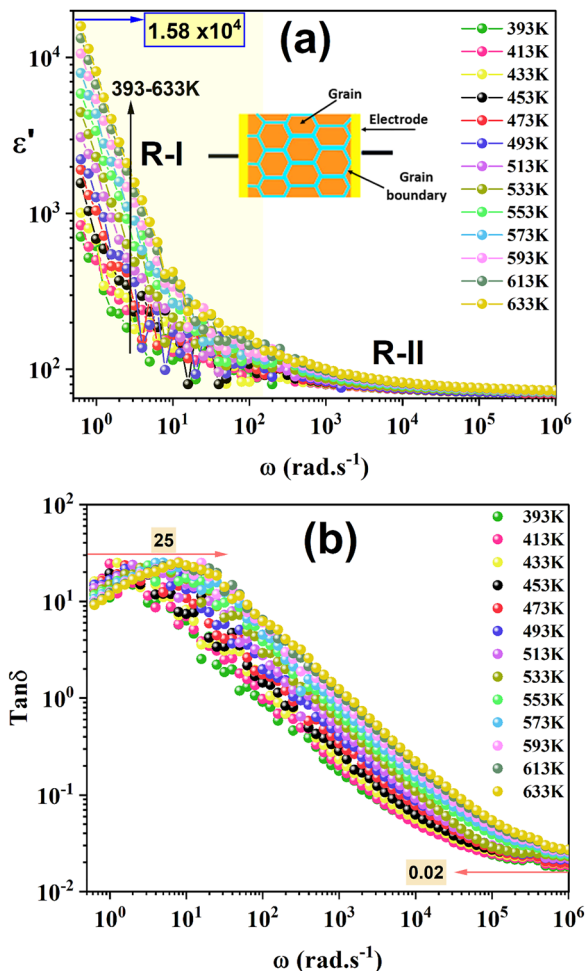 1.58 x10⁴
(a)
393-633K
R-I
R-II
Grain
Electrode
Grain
boundary
393K
413K
433K
453K
473K
493K
513K
533K
553K
573K
593K
613K
633K
10⁴
10³
10²
ε'
10⁰ 10¹ 10² 10³ 10⁴ 10⁵ 10⁶
ω (rad.s⁻¹)
(b)
25
0.02
393K
413K
433K
453K
473K
493K
513K
533K
553K
573K
593K
613K
633K
10²
10¹
10⁰
10⁻¹
10⁻²
Tanδ
10⁰ 10¹ 10² 10³ 10⁴ 10⁵ 10⁶
ω (rad.s⁻¹)